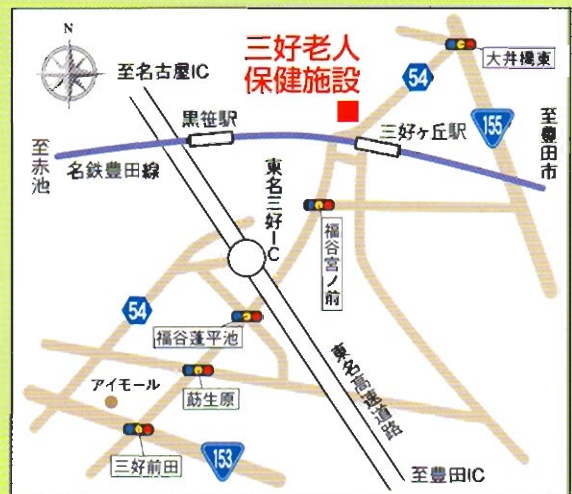 N
至名古屋IC
三好老人
保健施設
54
大井橋東
155
至豊田市
黒笹駅
三好ヶ丘駅
至赤池
名鉄豊田線
東名三好IC
福谷宮ノ前
54
福谷蓬平池
東名高速道路
アイモール
莇生原
153
三好前田
至豊田IC